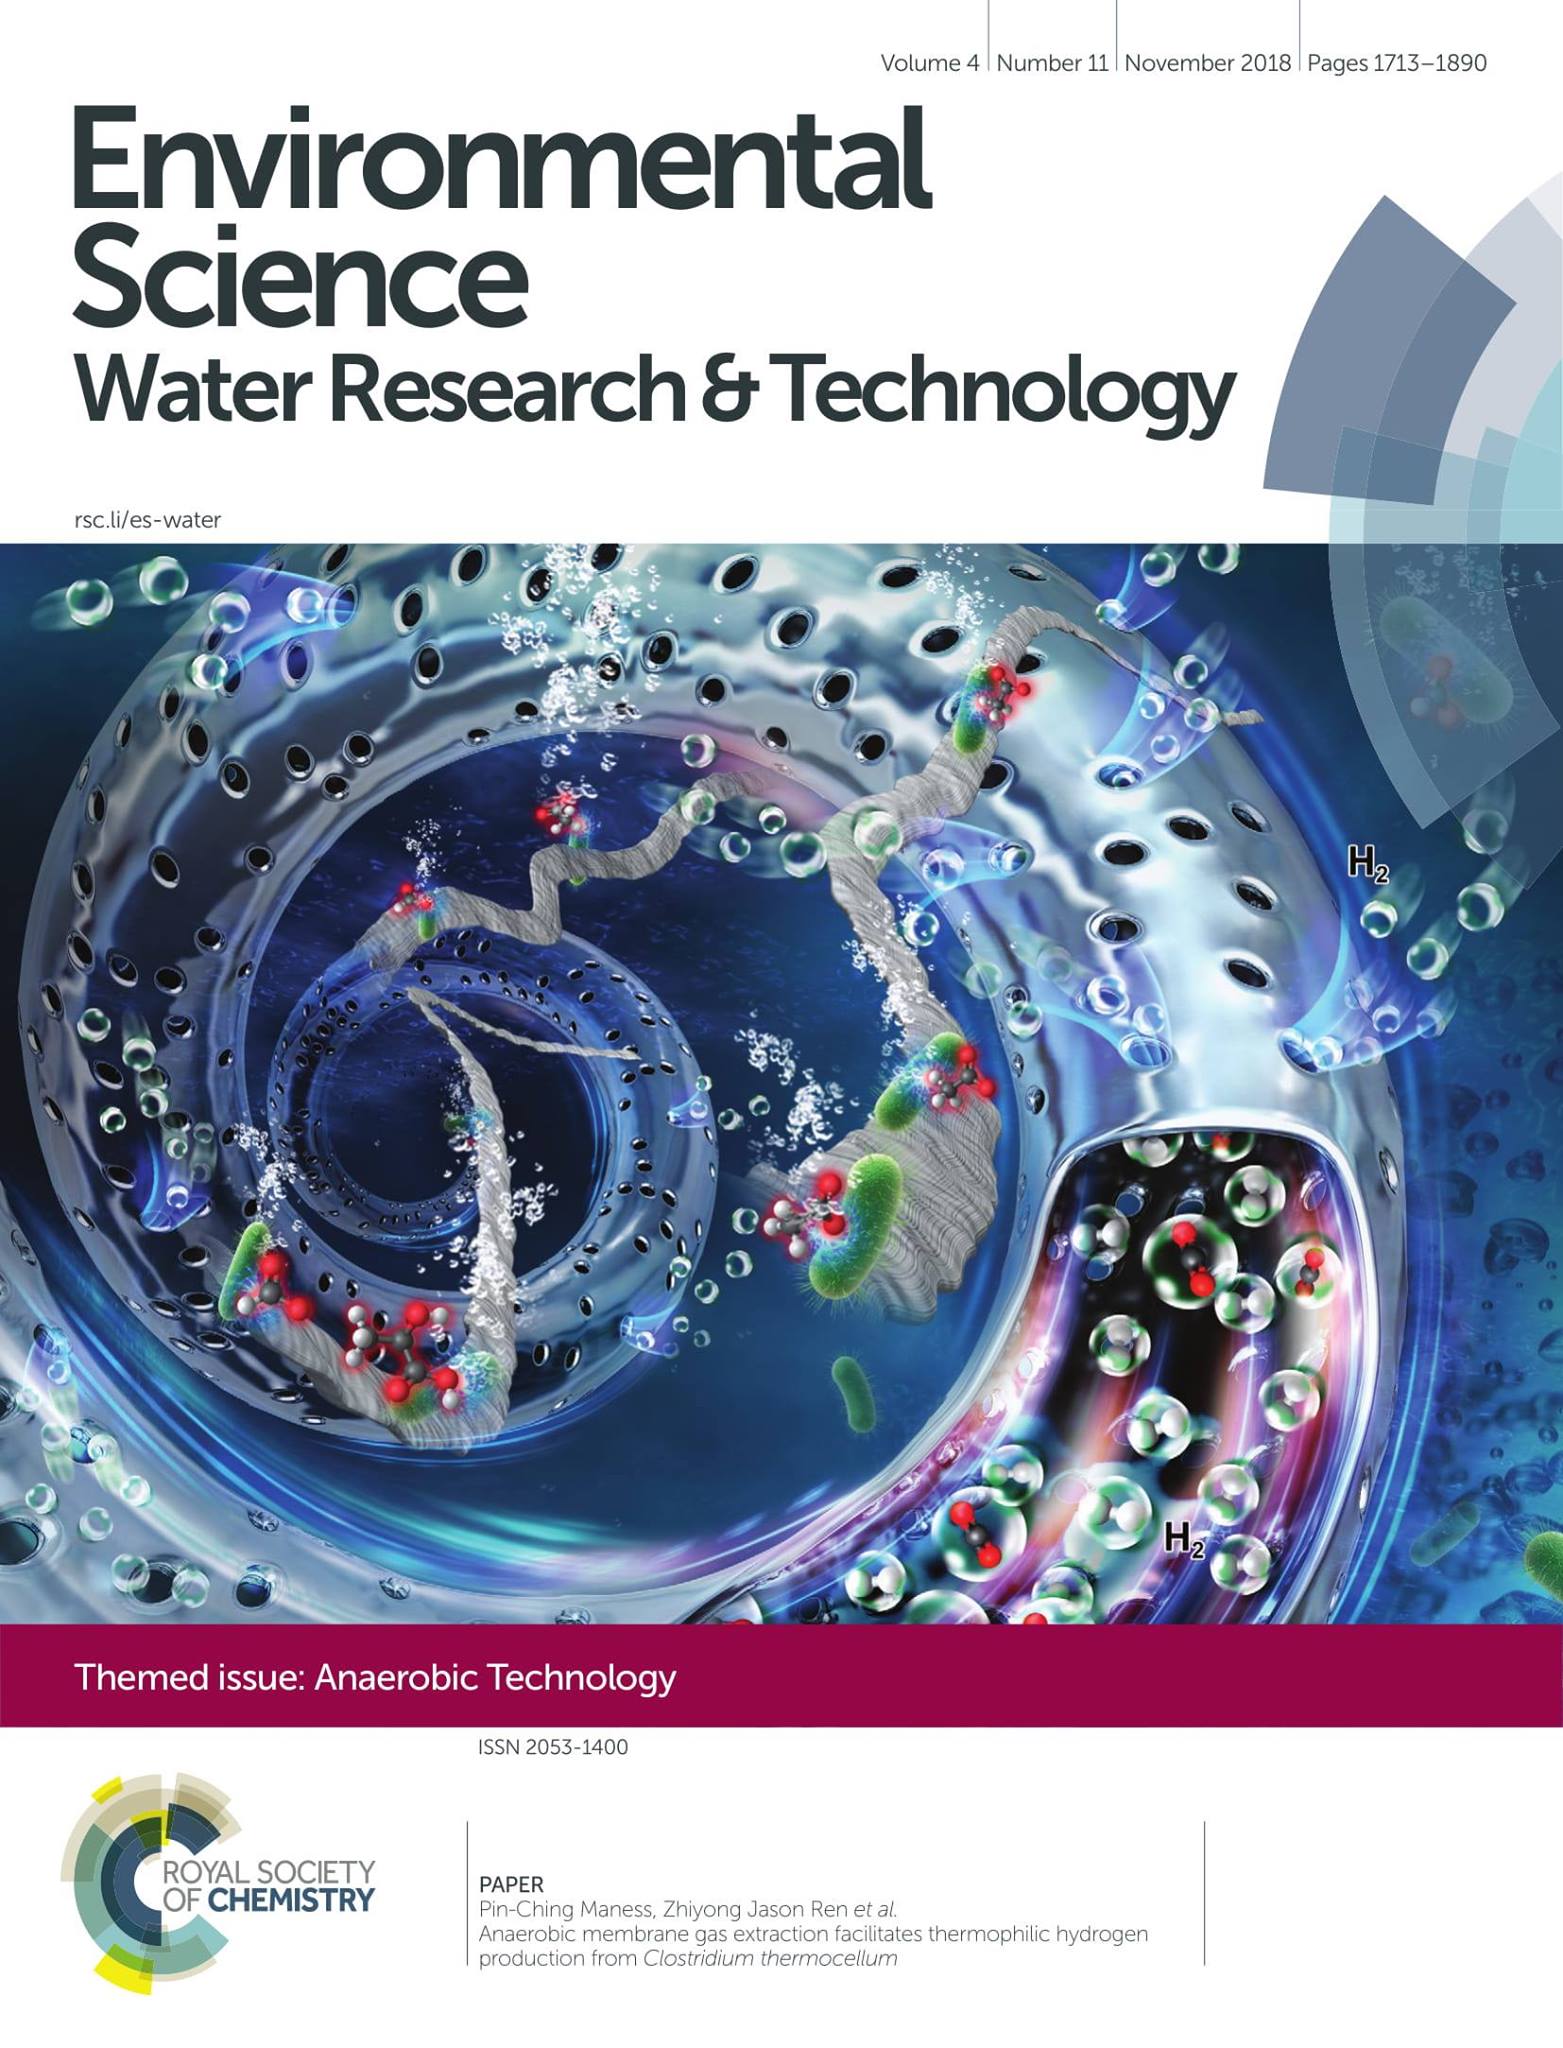 Volume 4 | Number 11 | November 2018 | Pages 1713–1890
Environmental
Science
Water Research & Technology
rsc.li/es-water
H₂
H₂
Themed issue: Anaerobic Technology
ISSN 2053-1400
ROYAL SOCIETY
OF CHEMISTRY
PAPER
Pin-Ching Maness, Zhiyong Jason Ren et al.
Anaerobic membrane gas extraction facilitates thermophilic hydrogen
production from Clostridium thermocellum